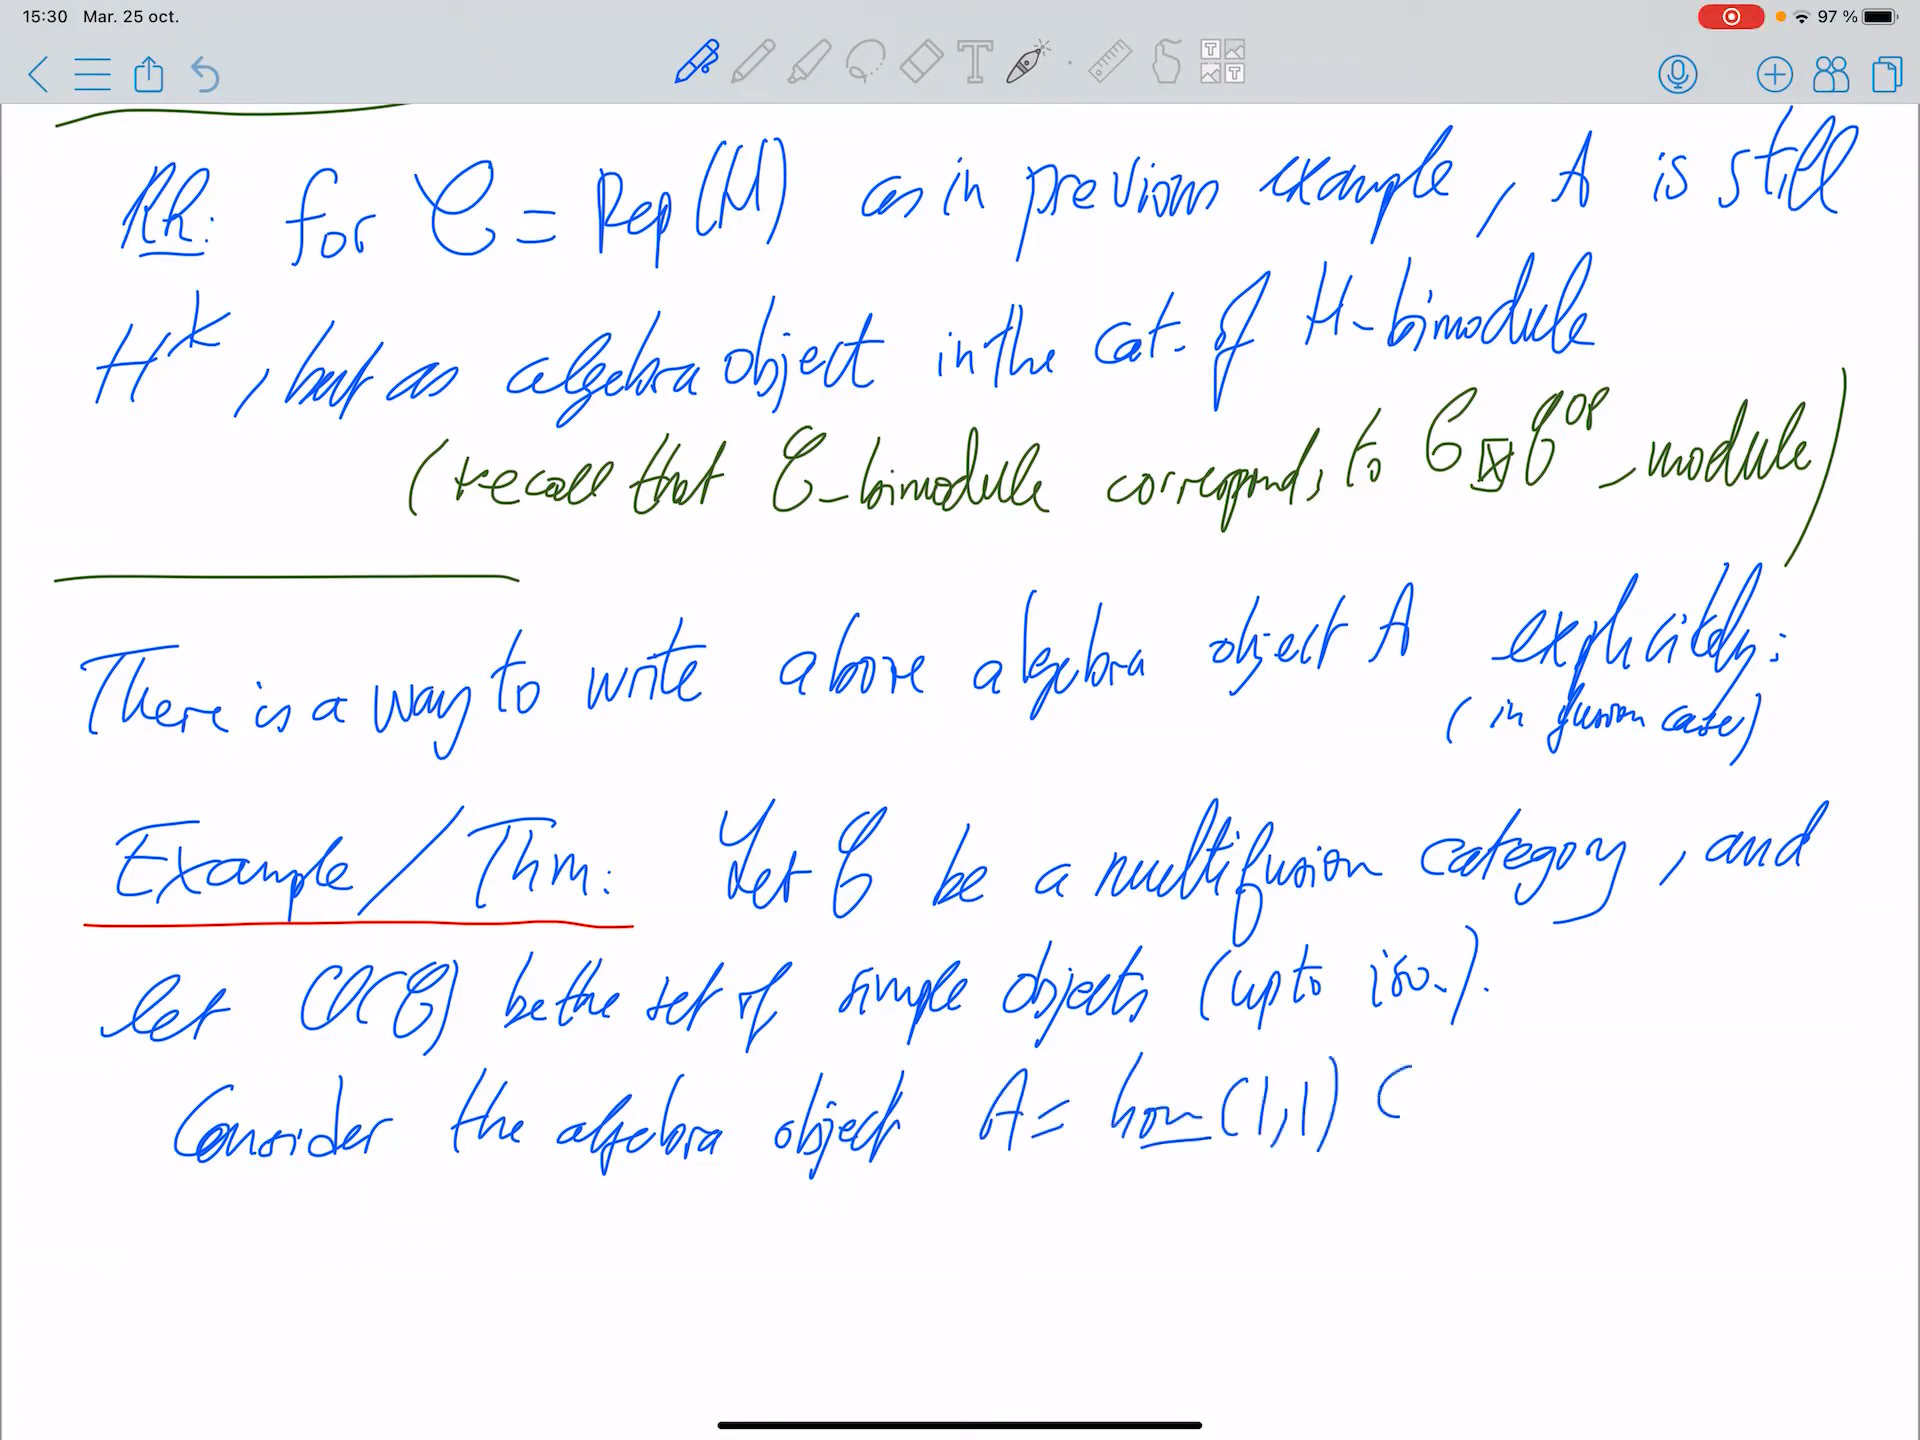 15:30 Mar. 25 oct. 97 %
Rk: for 𝒞 = Rep(H) as in previous example, A is still
H*, but as algebra object in the cat. of H-bimodule
(recall that 𝒞-bimodule corresponds to 𝒞⊠𝒞^op-module)
There is a way to write above algebra object A explicitely:
(in fusion case)
Example/Thm: Let 𝒞 be a multifusion category, and
let O(𝒞) be the set of simple objects (up to iso.).
Consider the algebra object A = hom(1,1) (